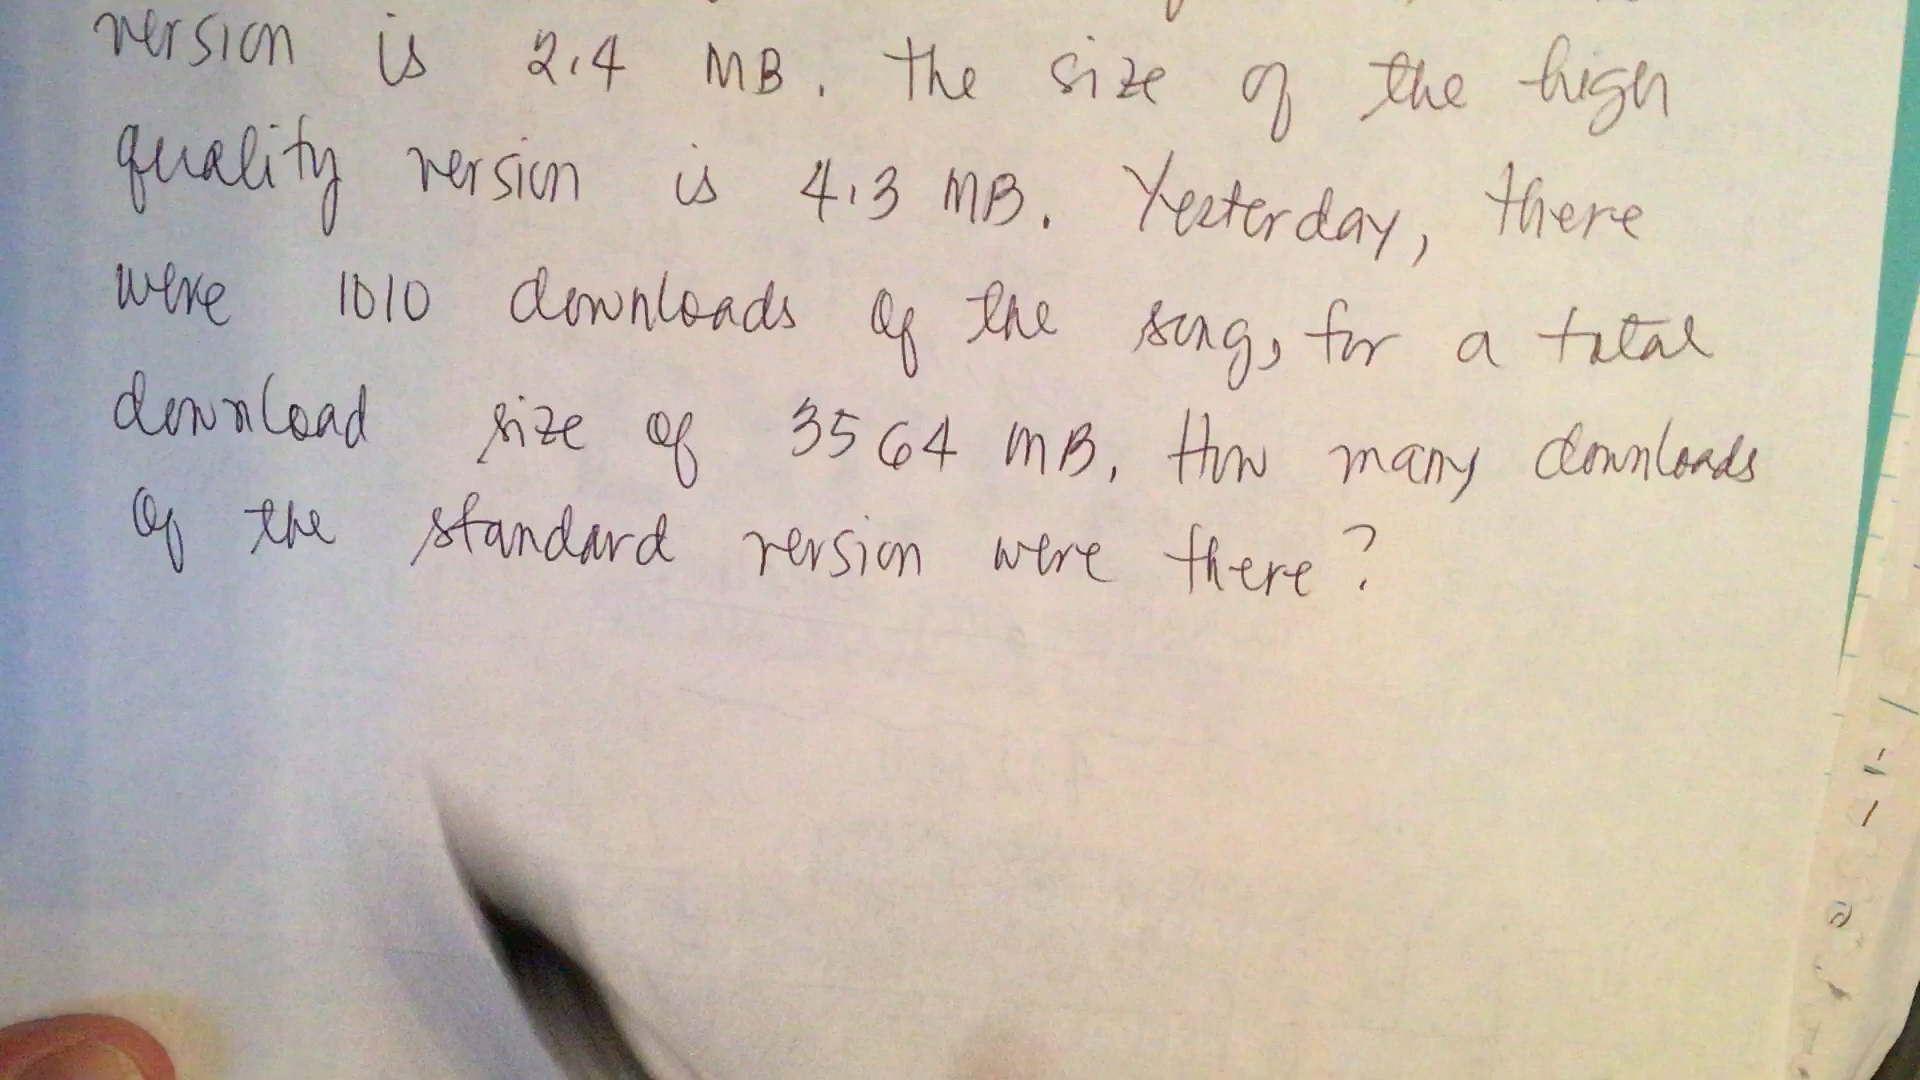 version is 2.4 MB. The size of the high
quality version is 4.3 MB. Yesterday, there
were 1010 downloads of the song, for a total
download size of 3564 MB. How many downloads
of the standard version were there?